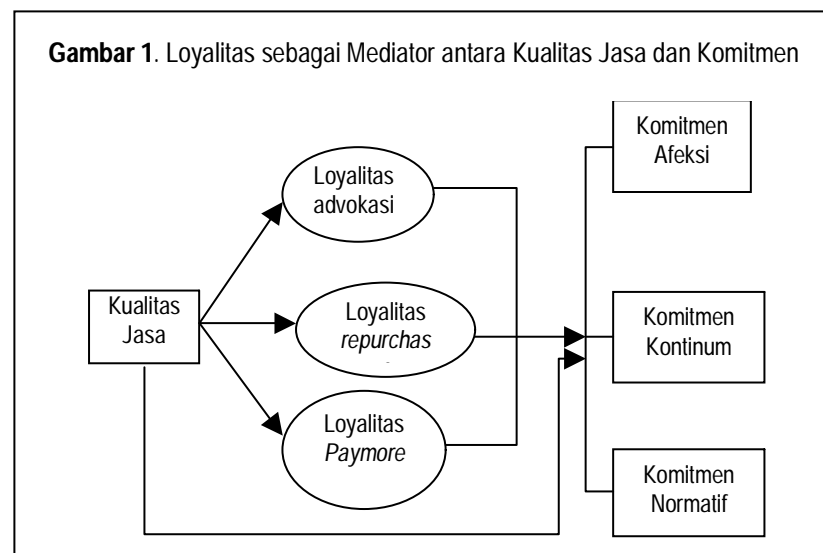 Gambar 1. Loyalitas sebagai Mediator antara Kualitas Jasa dan Komitmen
Komitmen
Afeksi
Loyalitas
advokasi
Kualitas
Jasa
Loyalitas
repurchas
Komitmen
Kontinum
Loyalitas
Paymore
Komitmen
Normatif